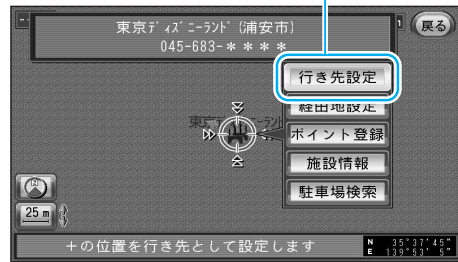 東京ディズニーランド(浦安市)
045-683-＊＊＊＊
戻る
行き先設定
経由地設定
ポイント登録
施設情報
駐車場検索
25 m
+の位置を行き先として設定します
N 35°37'45"
E 139°53' 5"